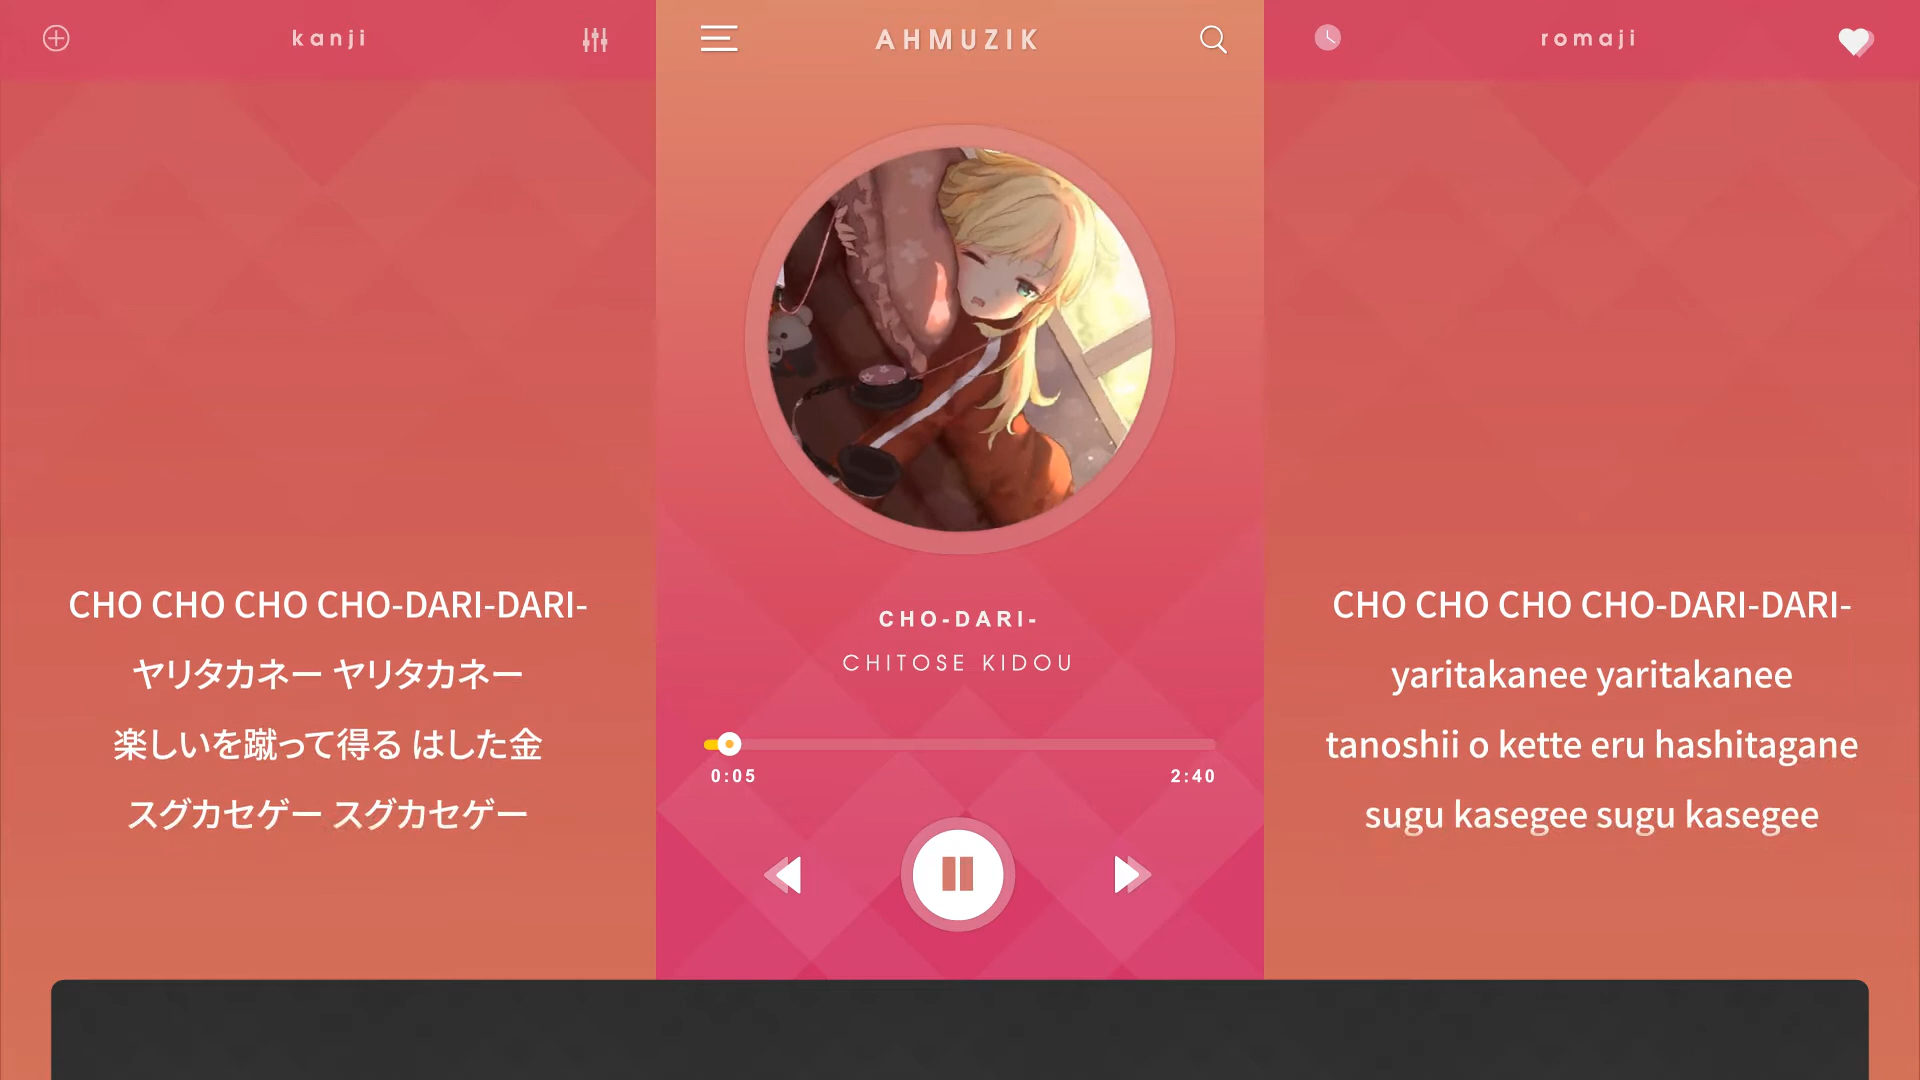 kanji
AHMUZIK
romaji
CHO CHO CHO CHO-DARI-DARI-
ヤリタカネー ヤリタカネー
楽しいを蹴って得る はした金
スグカセゲー スグカセゲー
CHO-DARI-
CHITOSE KIDOU
0:05
2:40
CHO CHO CHO CHO-DARI-DARI-
yaritakanee yaritakanee
tanoshii o kette eru hashitagane
sugu kasegee sugu kasegee